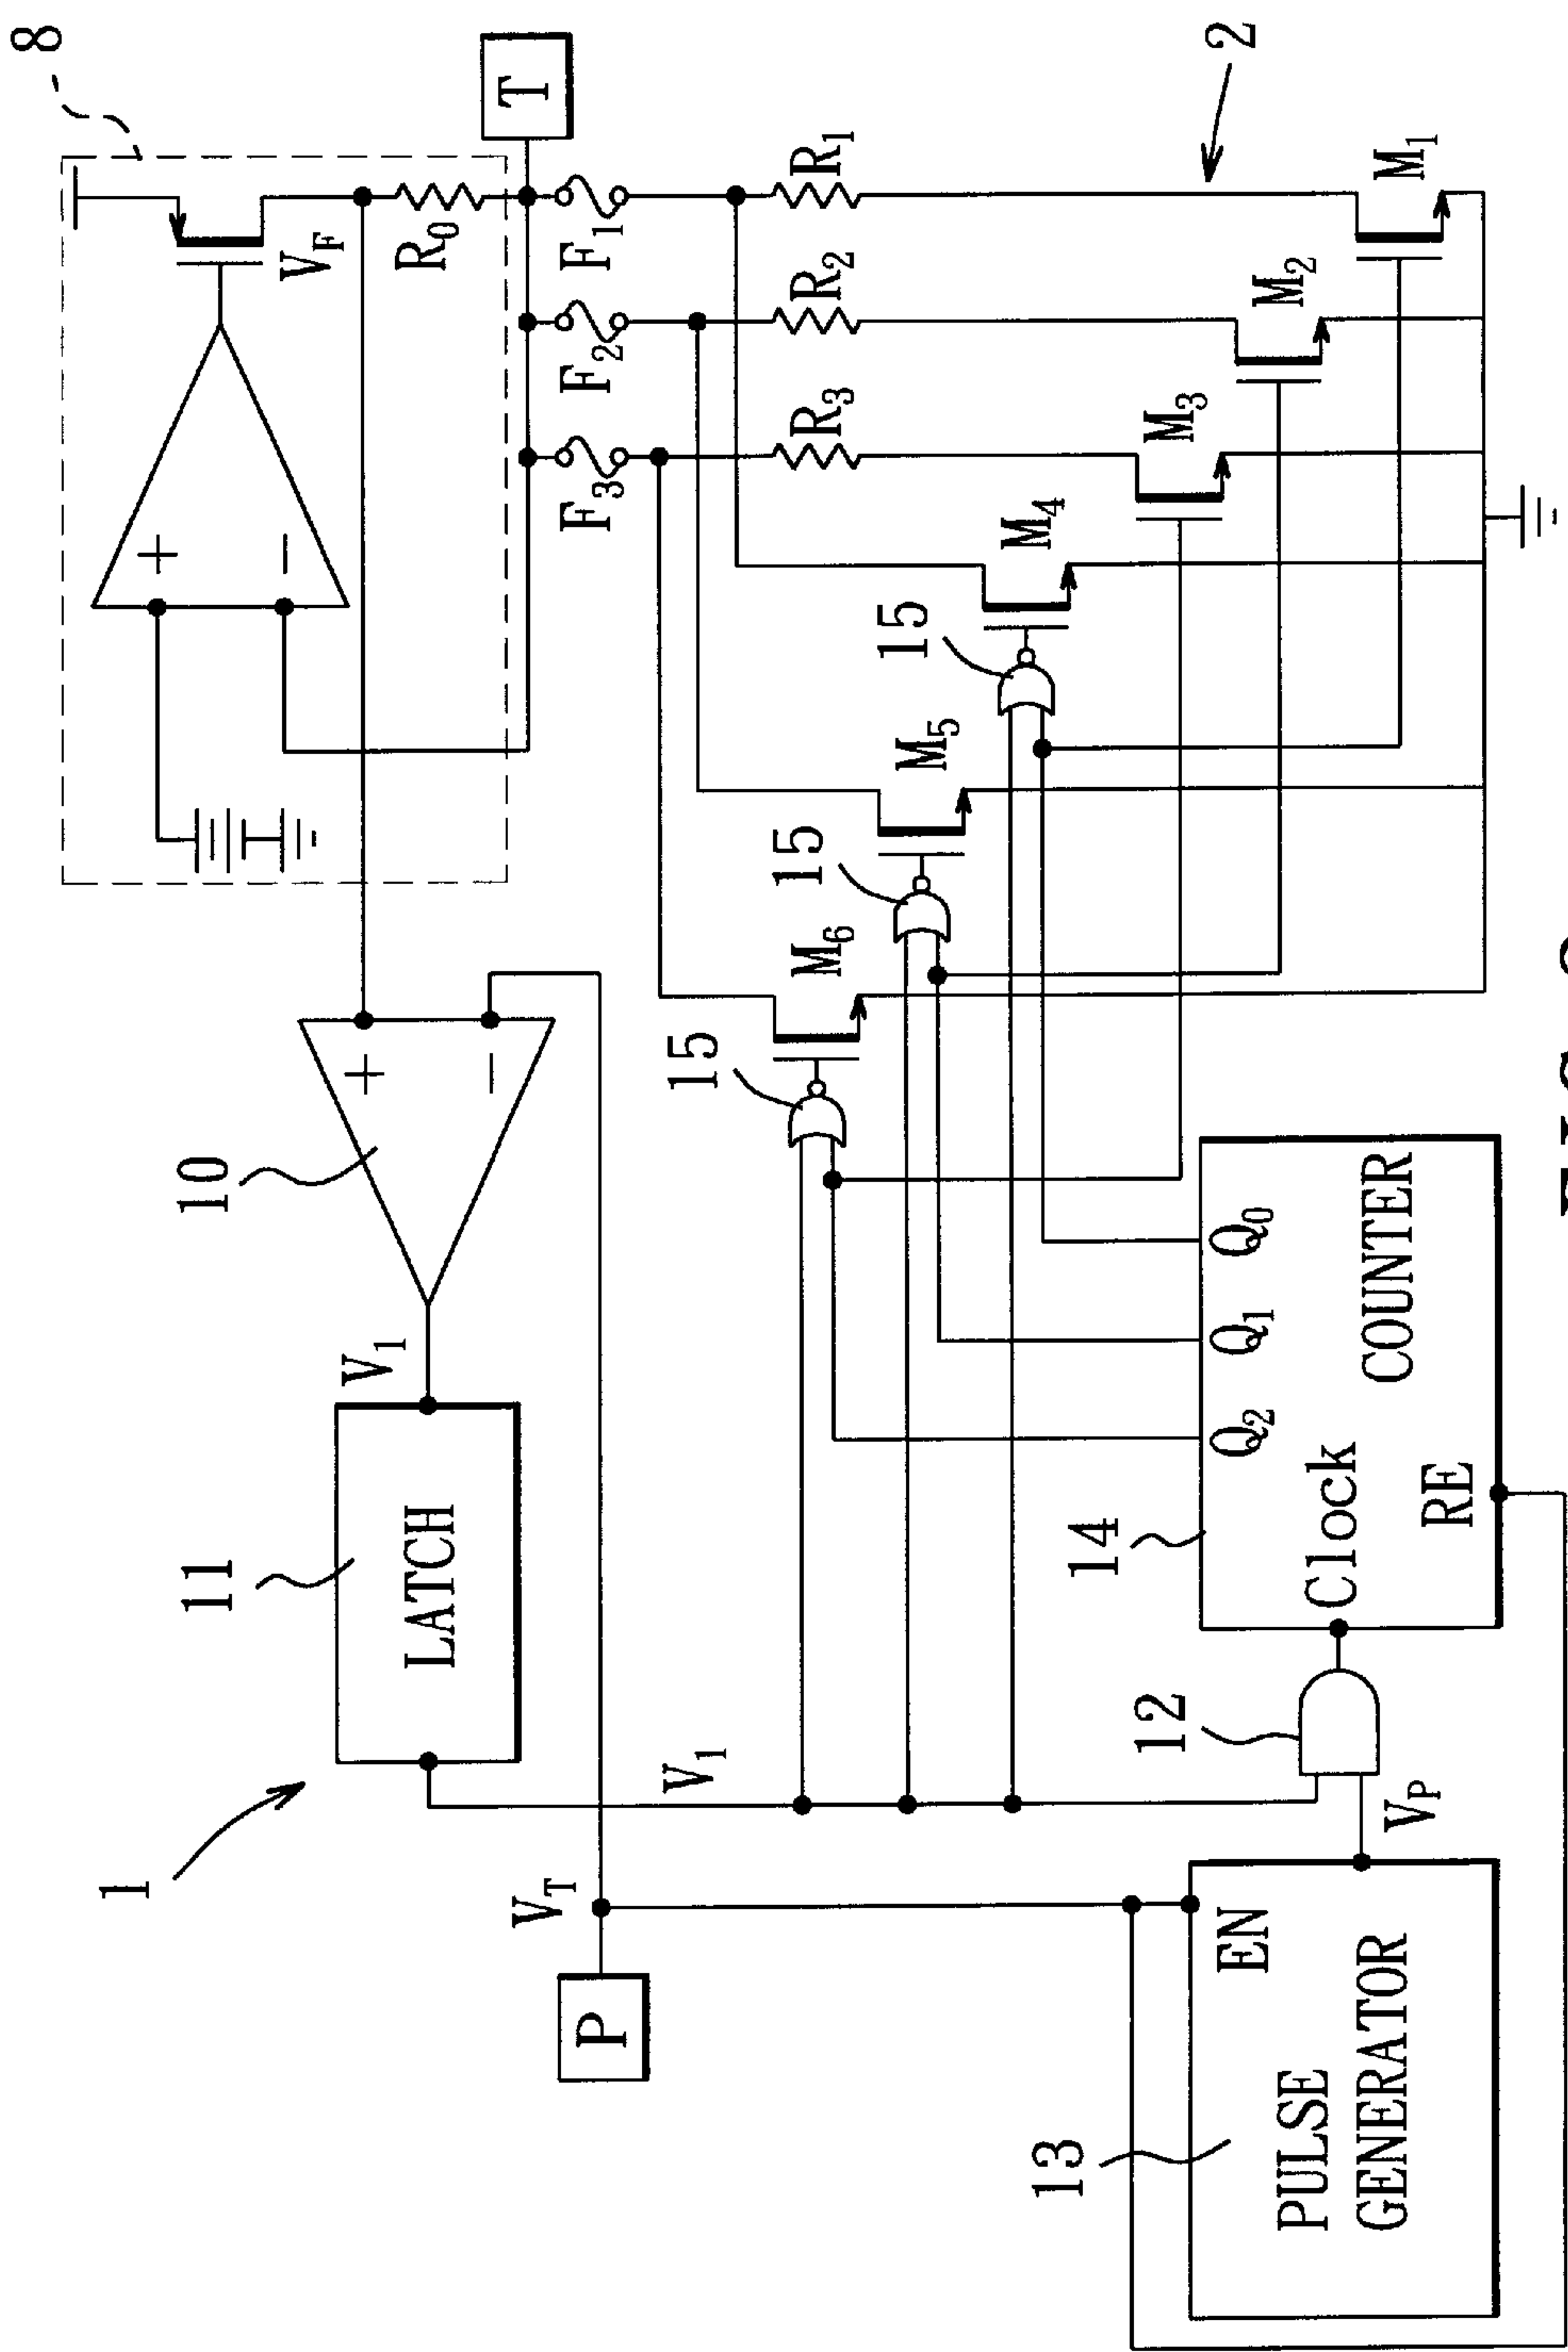 8
T
V_F
R_0
+
−
F_1
F_2
F_3
R_1
R_2
R_3
2
M_1
M_2
M_3
M_4
M_5
M_6
15
15
15
+
−
10
V_1
11
LATCH
1
V_1
V_T
P
Q_0
Q_1
Q_2
COUNTER
Clock
RE
14
12
V_P
EN
PULSE
GENERATOR
13